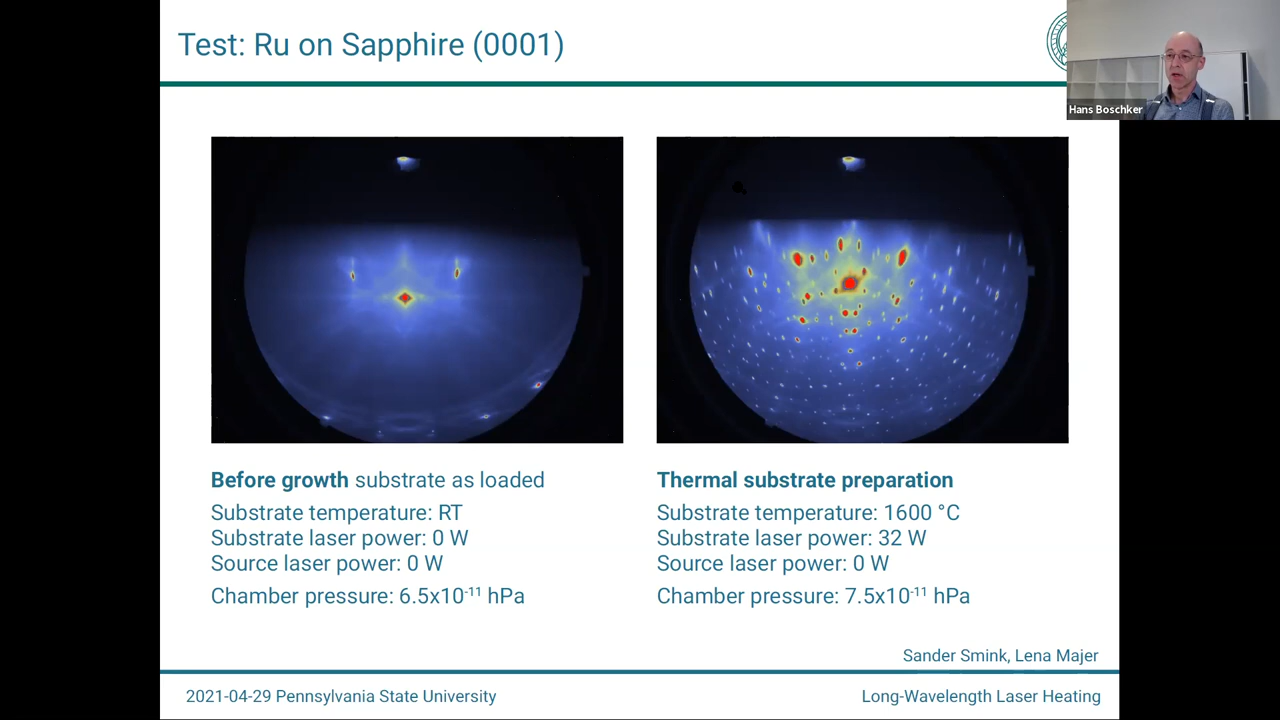 Test: Ru on Sapphire (0001)
Hans Boschker
Before growth substrate as loaded
Substrate temperature: RT
Substrate laser power: 0 W
Source laser power: 0 W
Chamber pressure: 6.5x10⁻¹¹ hPa
Thermal substrate preparation
Substrate temperature: 1600 °C
Substrate laser power: 32 W
Source laser power: 0 W
Chamber pressure: 7.5x10⁻¹¹ hPa
Sander Smink, Lena Majer
2021-04-29 Pennsylvania State University
Long-Wavelength Laser Heating